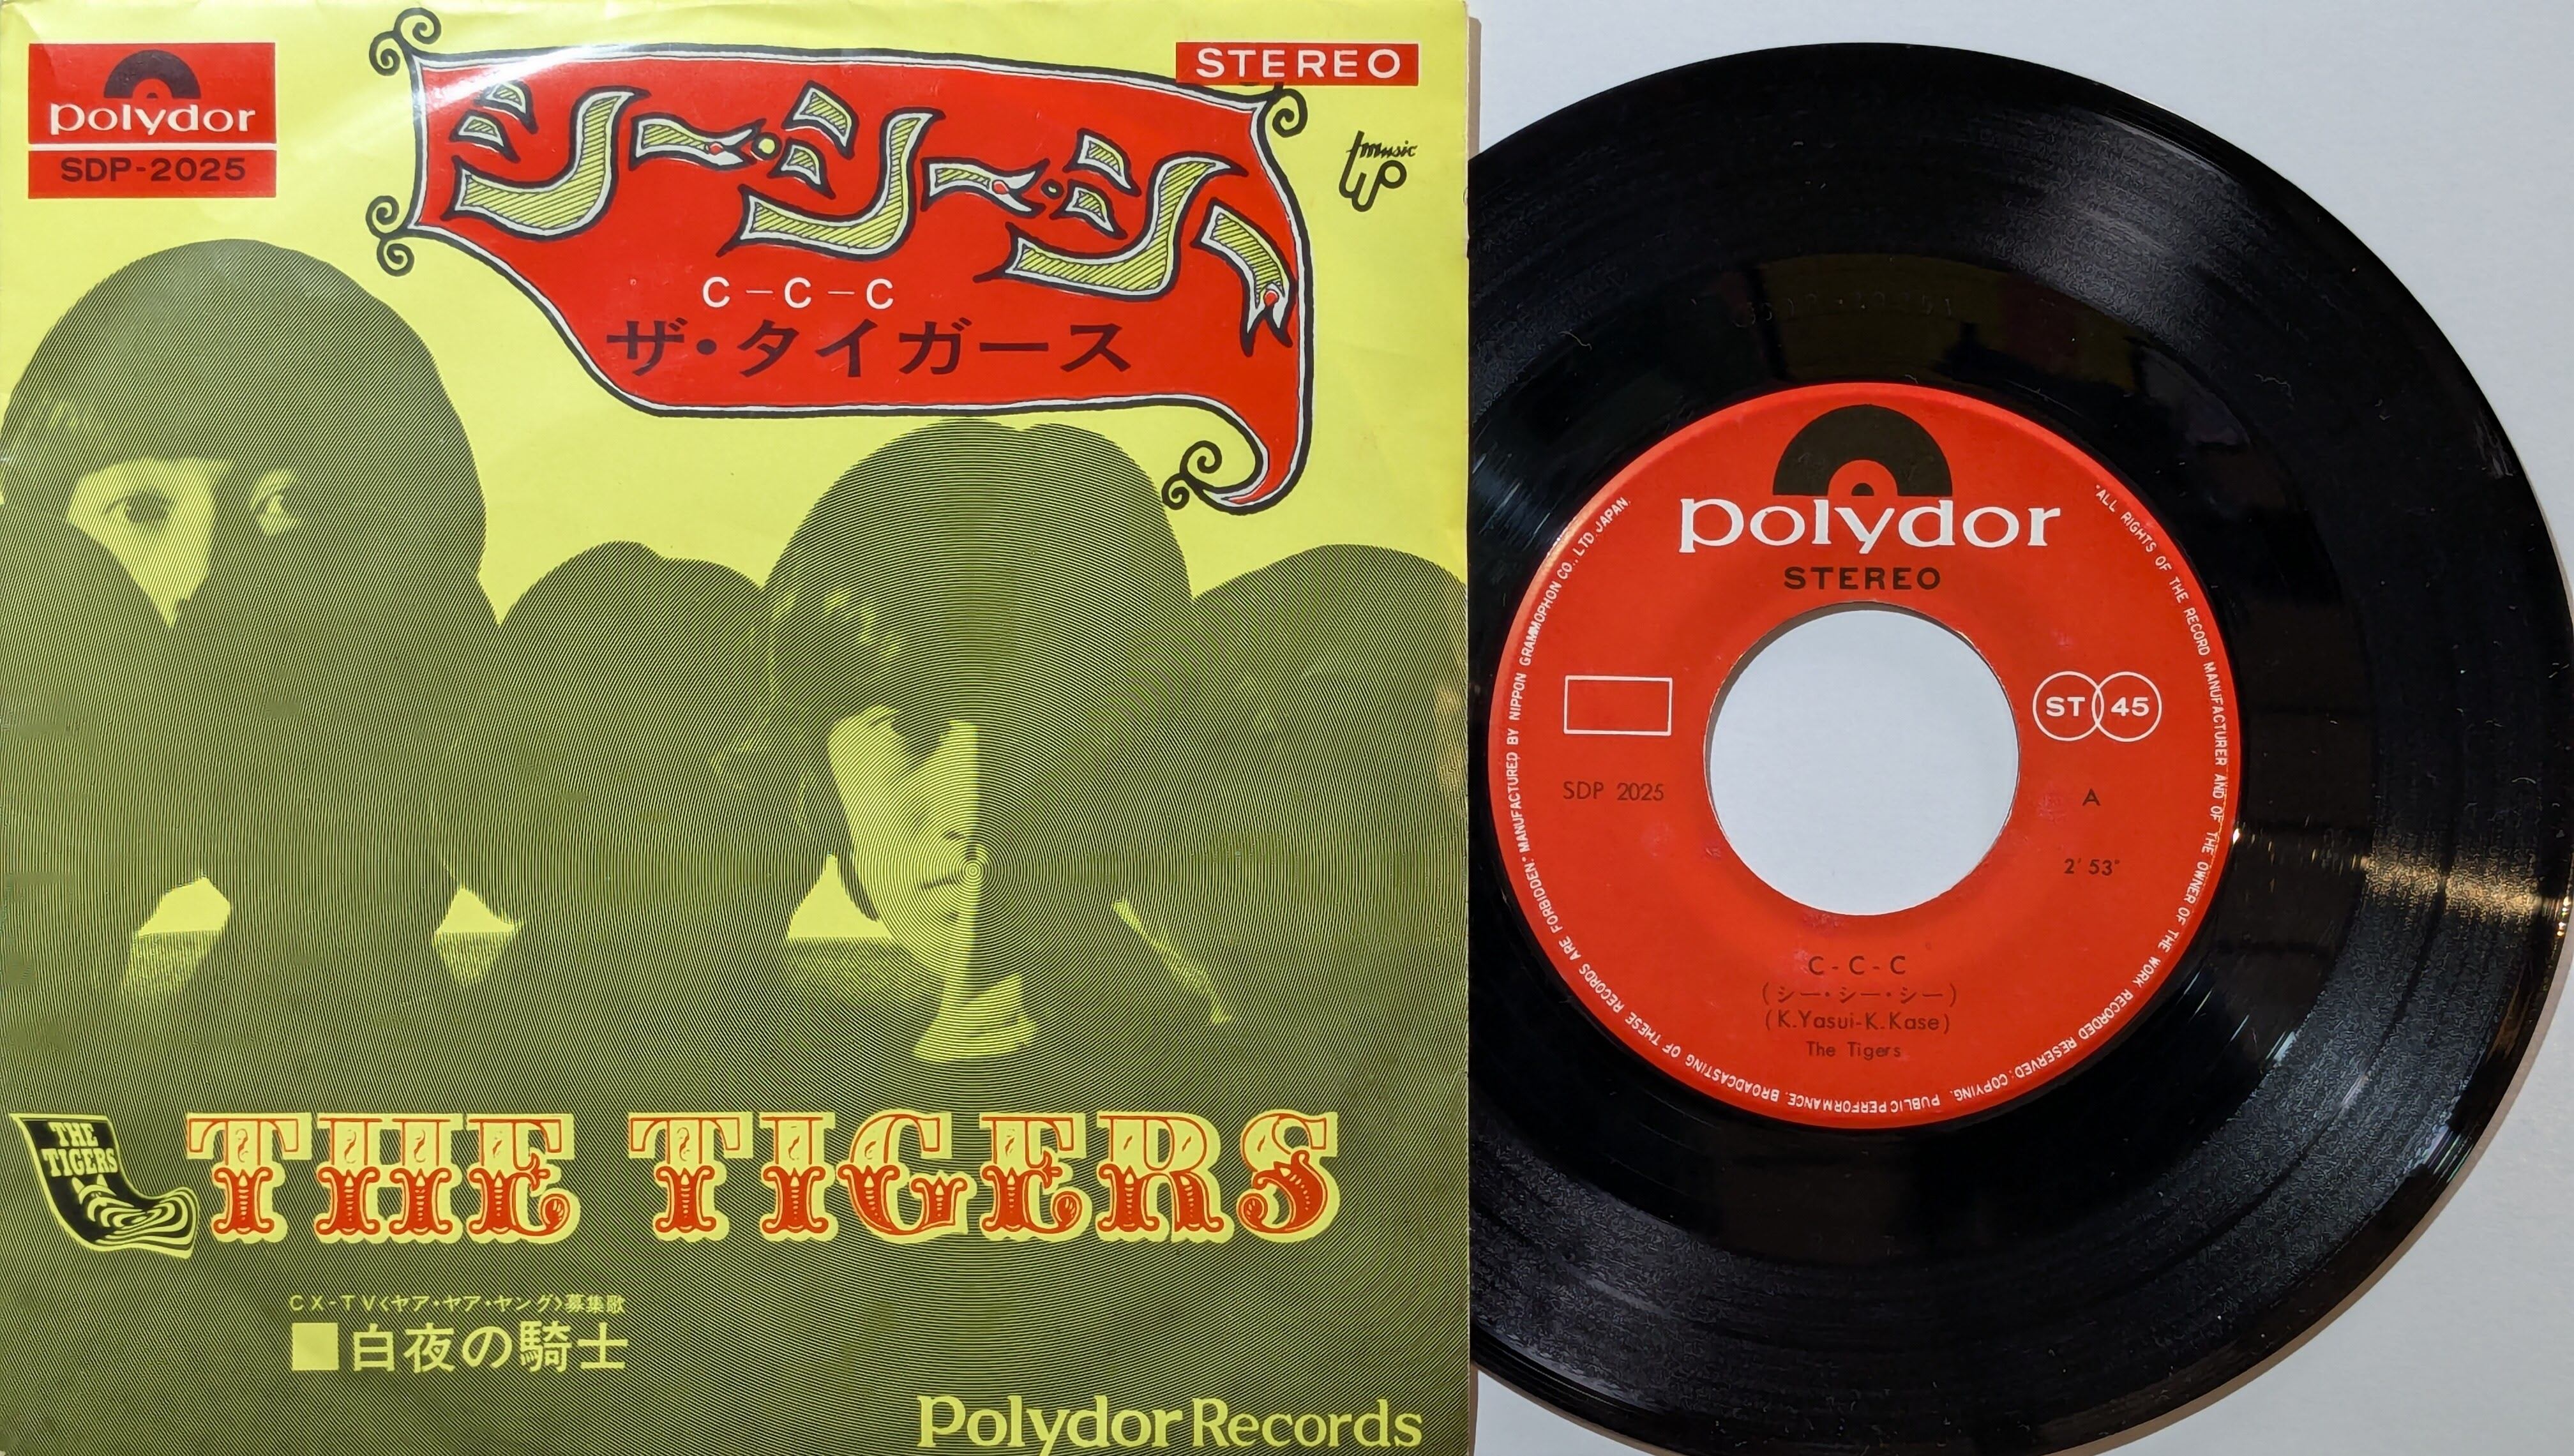 polydor
SDP-2025
シー・シー・シー
STEREO
music up
C-C-C
ザ・タイガース
THE TIGERS
THE TIGERS
CX-TV〈ヤア・ヤア・ヤング〉募集歌
■白夜の騎士
Polydor Records
polydor
STEREO
ST 45
SDP 2025
A
2'53"
C-C-C
(シー・シー・シー)
(K.Yasui-K.Kase)
The Tigers
"ALL RIGHTS OF THE RECORD MANUFACTURER AND OF THE OWNER OF THE WORK RECORDED RESERVED: COPYING. PUBLIC PERFORMANCE. BROADCASTING OF THESE RECORDS ARE FORBIDDEN" MANUFACTURED BY NIPPON GRAMMOPHON CO., LTD. JAPAN.